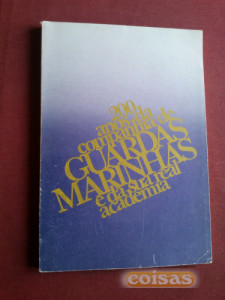 200
anos da
companhia de
GUARDAS
MARINHAS
e da sua real
academia
coisas